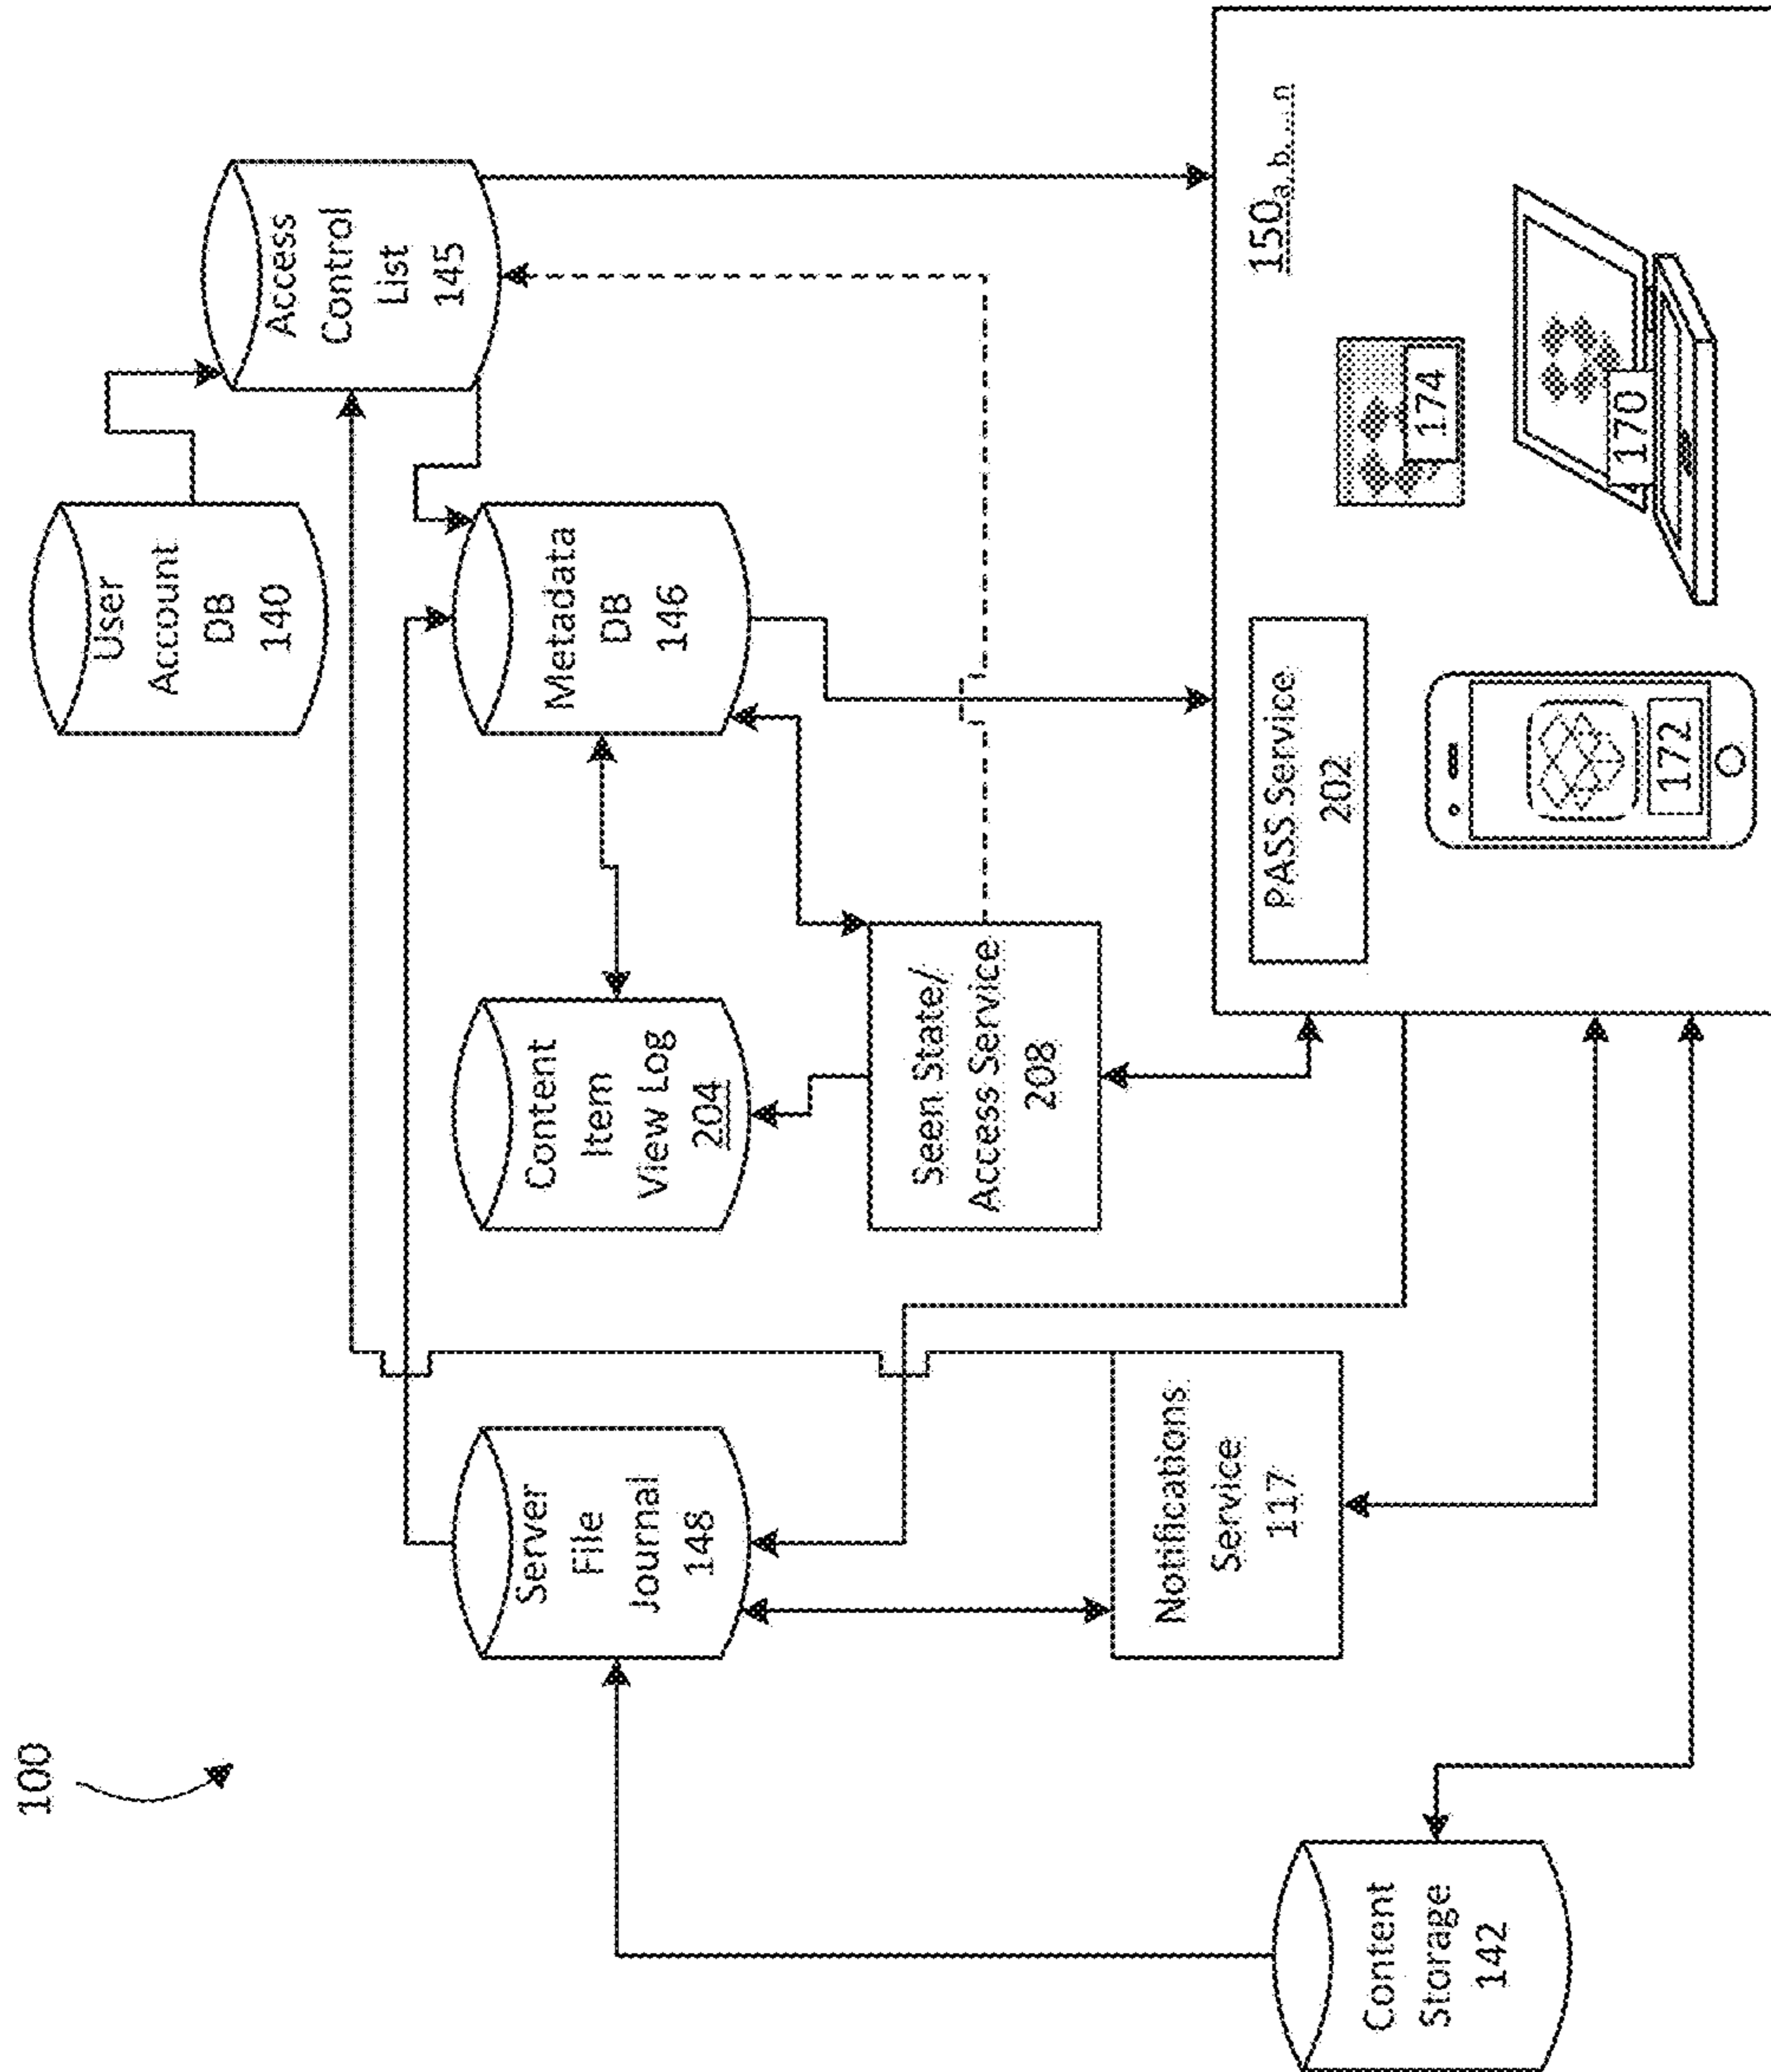 100
User
Account
DB
140
Access
Control
List
145
Server
File
Journal
148
Content
Item
View Log
204
Metadata
DB
146
Seen State/
Access Service
208
Notifications
Service
117
Content
Storage
142
150a, b, ...n
PASS Service
202
174
172
170